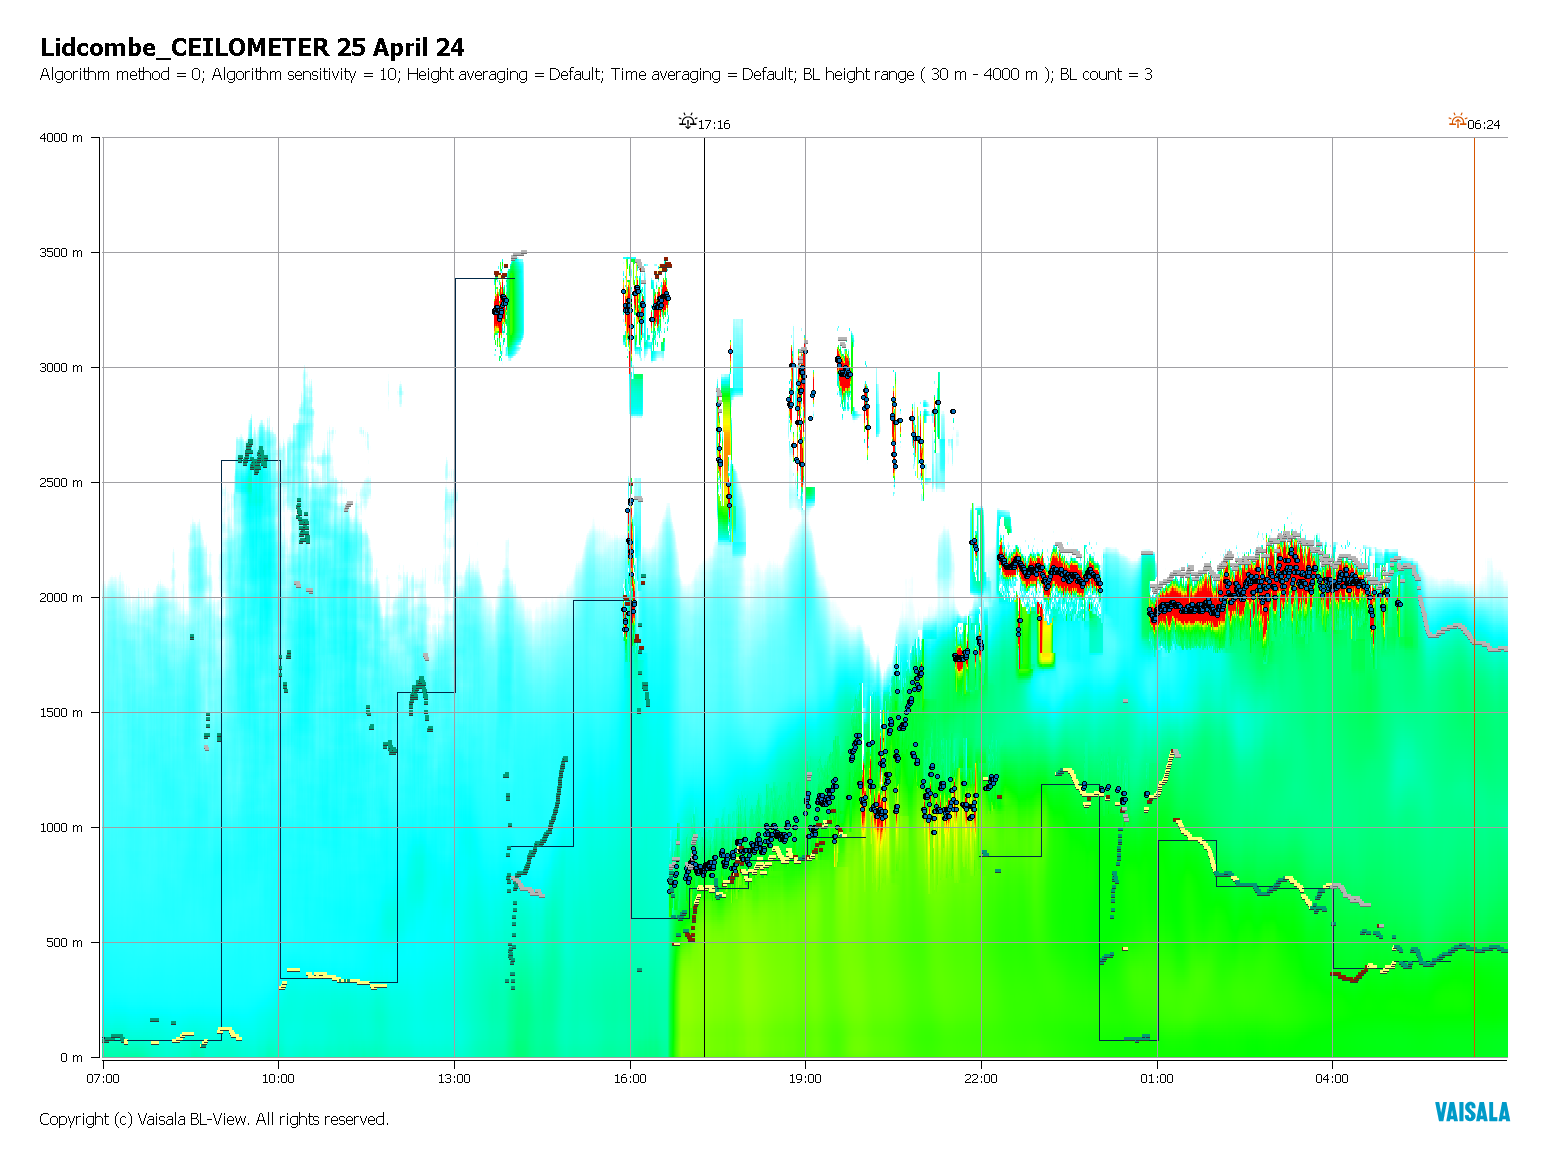 Lidcombe_CEILOMETER 25 April 24
Algorithm method = 0; Algorithm sensitivity = 10; Height averaging = Default; Time averaging = Default; BL height range ( 30 m - 4000 m ); BL count = 3
17:16
06:24
4000 m
3500 m
3000 m
2500 m
2000 m
1500 m
1000 m
500 m
0 m
07:00
10:00
13:00
16:00
19:00
22:00
01:00
04:00
Copyright (c) Vaisala BL-View. All rights reserved.
VAISALA